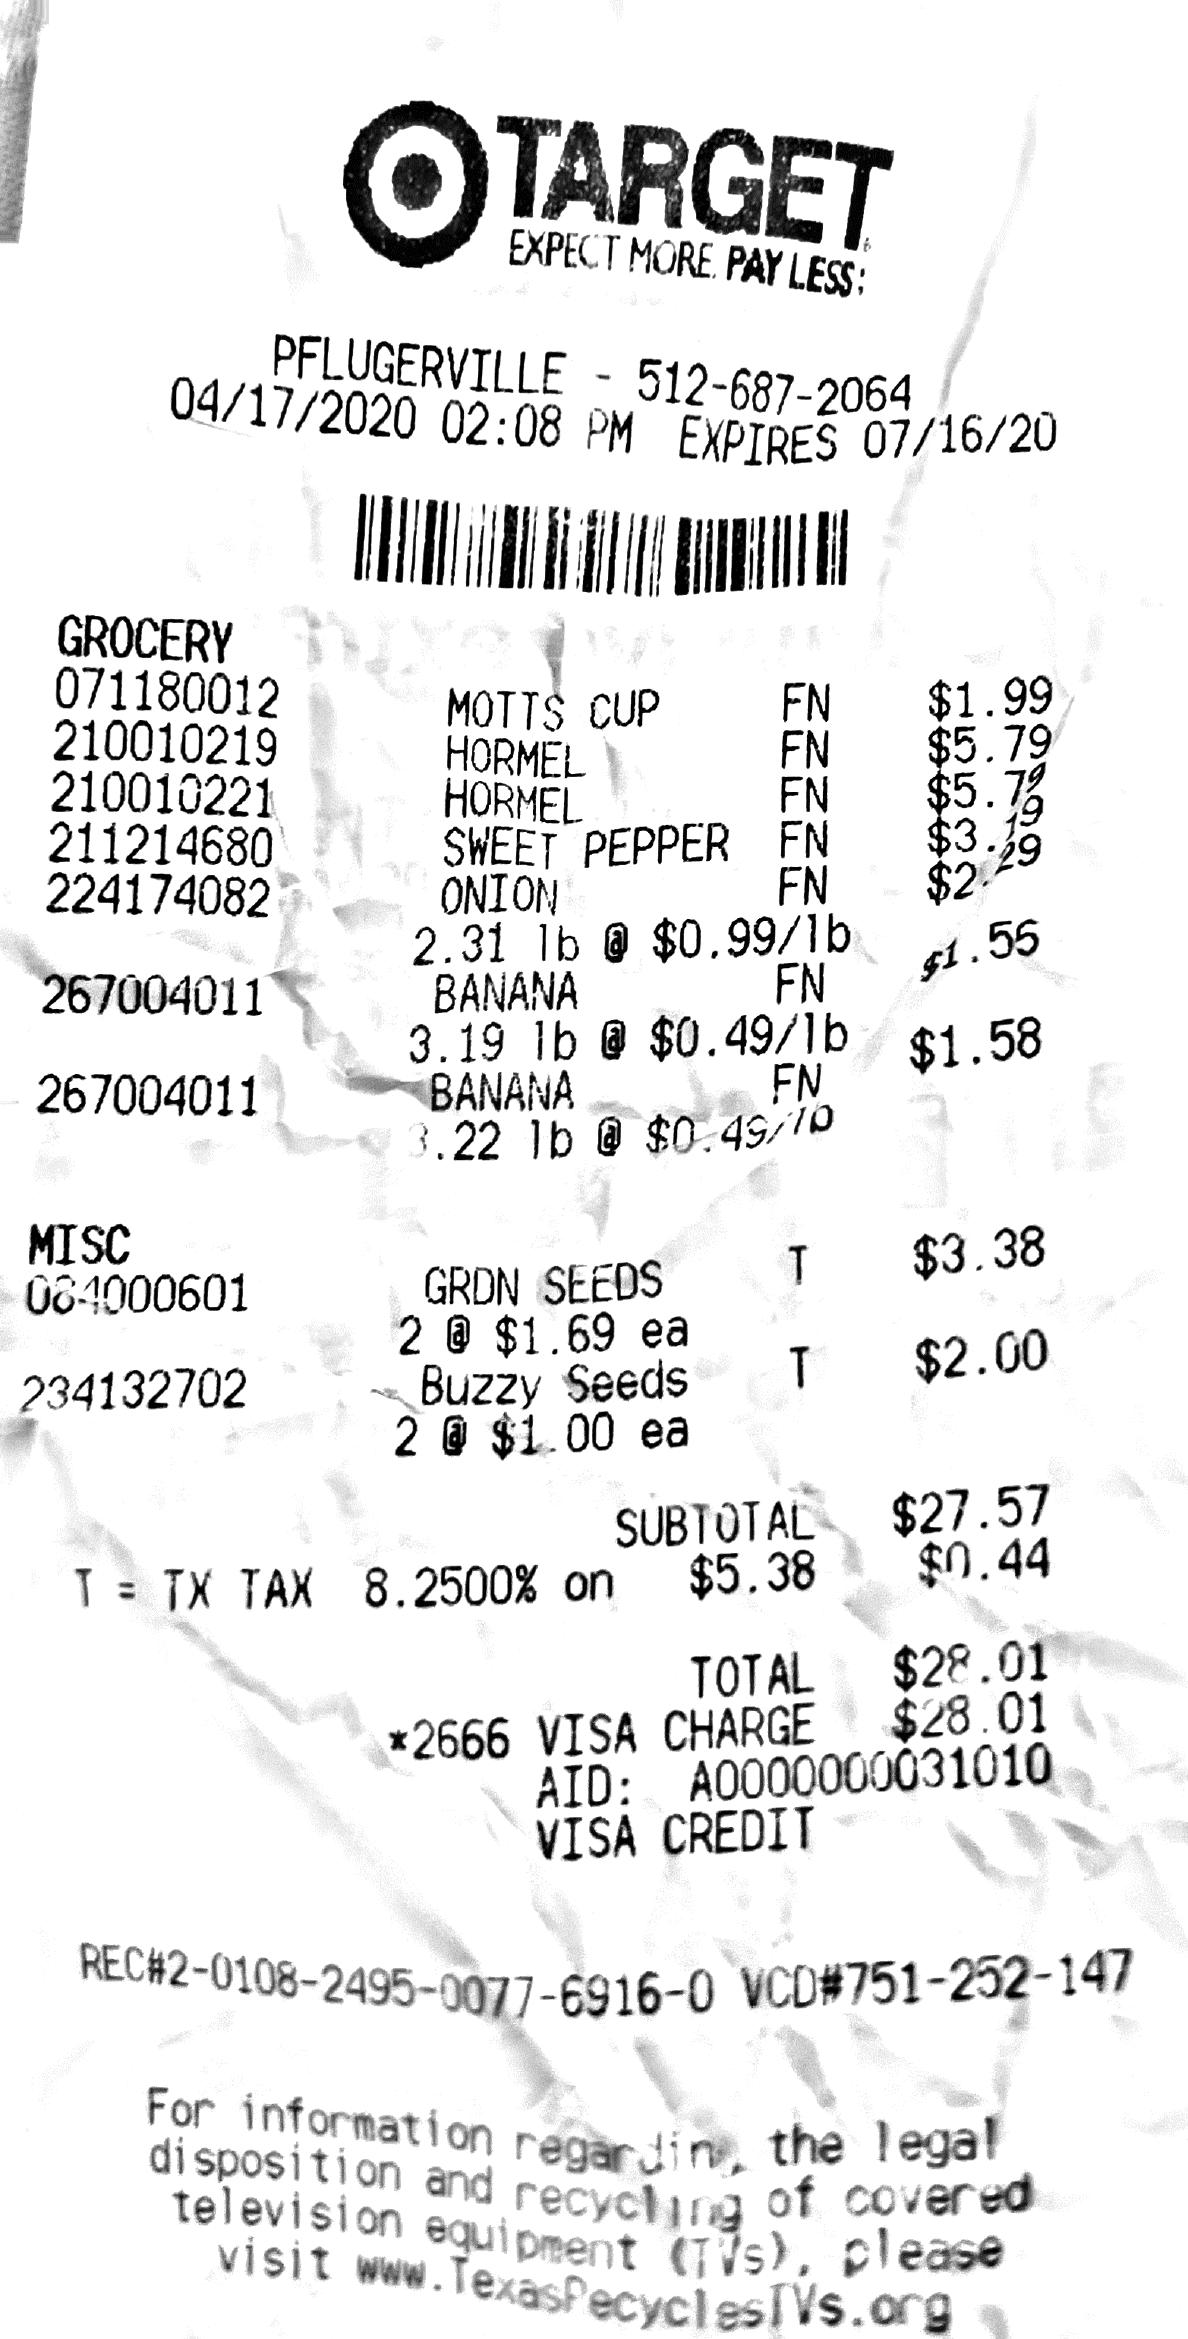 TARGET
EXPECT MORE. PAY LESS.
PFLUGERVILLE - 512-687-2064
04/17/2020 02:08 PM EXPIRES 07/16/20
GROCERY
071180012 MOTTS CUP FN $1.99
210010219 HORMEL FN $5.79
210010221 HORMEL FN $5.79
211214680 SWEET PEPPER FN $3.19
224174082 ONION FN $2.29
2.31 lb @ $0.99/lb
267004011 BANANA FN $1.56
3.19 lb @ $0.49/lb
267004011 BANANA FN $1.58
3.22 lb @ $0.49/lb
MISC
084000601 GRDN SEEDS T $3.38
2 @ $1.69 ea
234132702 Buzzy Seeds T $2.00
2 @ $1.00 ea
SUBTOTAL $27.57
T = TX TAX 8.2500% on $5.38 $0.44
TOTAL $28.01
*2666 VISA CHARGE $28.01
AID: A0000000031010
VISA CREDIT
REC#2-0108-2495-0077-6916-0 VCD#751-252-147
For information regarding, the legal
disposition and recycling of covered
television equipment (TVs), please
visit www.TexasRecyclesTVs.org